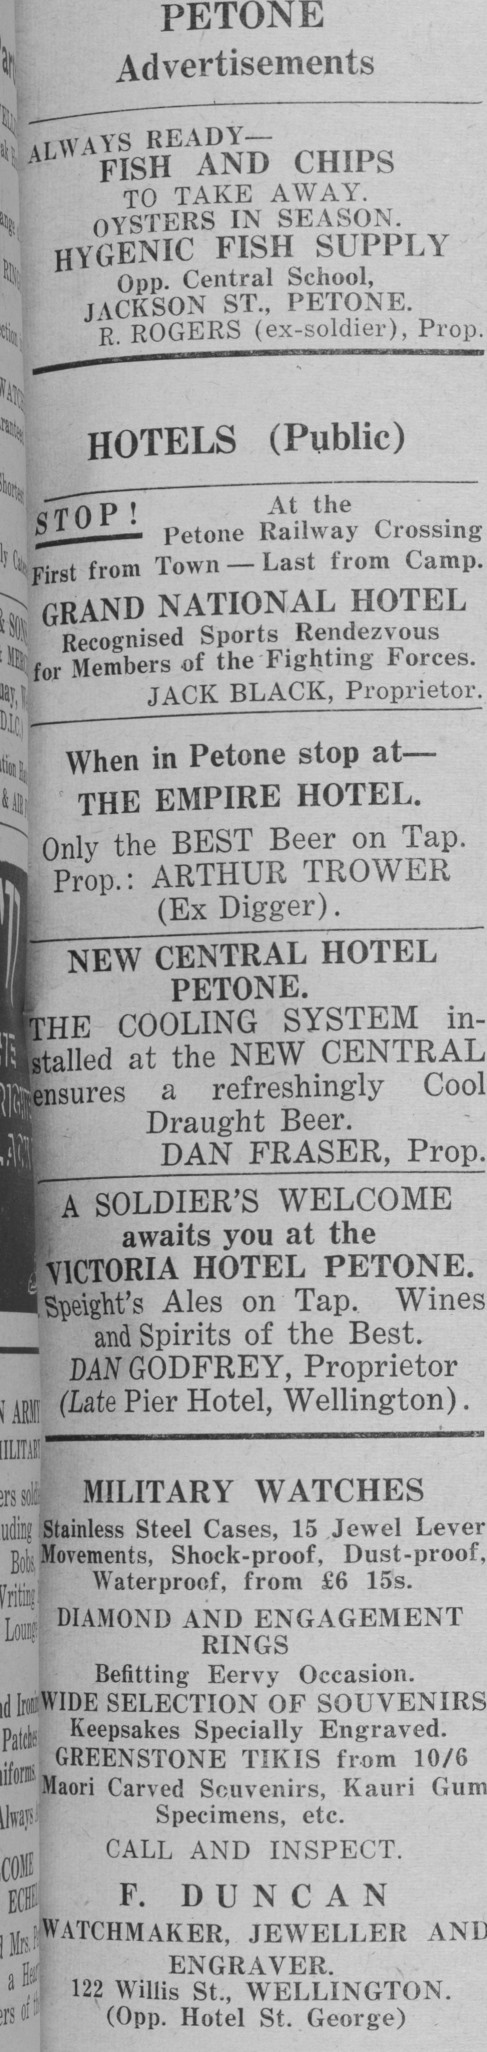 PETONE
Advertisements
ALWAYS READY—
FISH AND CHIPS
TO TAKE AWAY.
OYSTERS IN SEASON.
HYGENIC FISH SUPPLY
Opp. Central School,
JACKSON ST., PETONE.
R. ROGERS (ex-soldier), Prop.
HOTELS (Public)
STOP! At the
Petone Railway Crossing
First from Town — Last from Camp.
GRAND NATIONAL HOTEL
Recognised Sports Rendezvous
for Members of the Fighting Forces.
JACK BLACK, Proprietor.
When in Petone stop at—
THE EMPIRE HOTEL.
Only the BEST Beer on Tap.
Prop.: ARTHUR TROWER
(Ex Digger).
NEW CENTRAL HOTEL
PETONE.
THE COOLING SYSTEM in-
stalled at the NEW CENTRAL
ensures a refreshingly Cool
Draught Beer.
DAN FRASER, Prop.
A SOLDIER'S WELCOME
awaits you at the
VICTORIA HOTEL PETONE.
Speight's Ales on Tap. Wines
and Spirits of the Best.
DAN GODFREY, Proprietor
(Late Pier Hotel, Wellington).
MILITARY WATCHES
Stainless Steel Cases, 15 Jewel Lever
Movements, Shock-proof, Dust-proof,
Waterproof, from £6 15s.
DIAMOND AND ENGAGEMENT
RINGS
Befitting Eervy Occasion.
WIDE SELECTION OF SOUVENIRS
Keepsakes Specially Engraved.
GREENSTONE TIKIS from 10/6
Maori Carved Souvenirs, Kauri Gum
Specimens, etc.
CALL AND INSPECT.
F. DUNCAN
WATCHMAKER, JEWELLER AND
ENGRAVER.
122 Willis St., WELLINGTON.
(Opp. Hotel St. George)